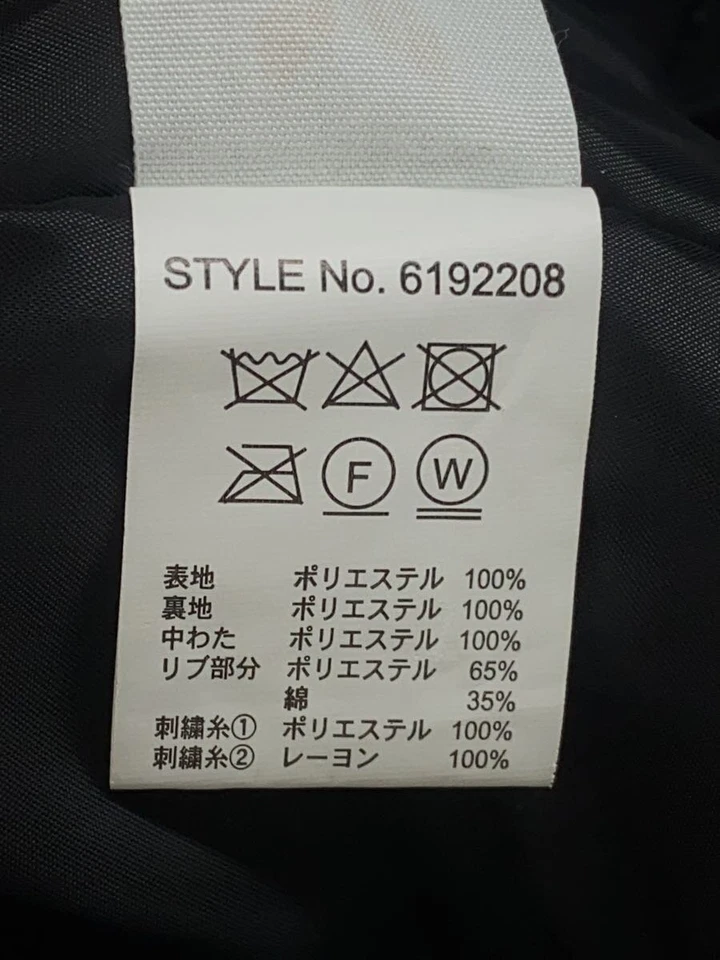 STYLE No. 6192208
F W
表地 ポリエステル 100%
裏地 ポリエステル 100%
中わた ポリエステル 100%
リブ部分 ポリエステル 65%
綿 35%
刺繍糸① ポリエステル 100%
刺繍糸② レーヨン 100%